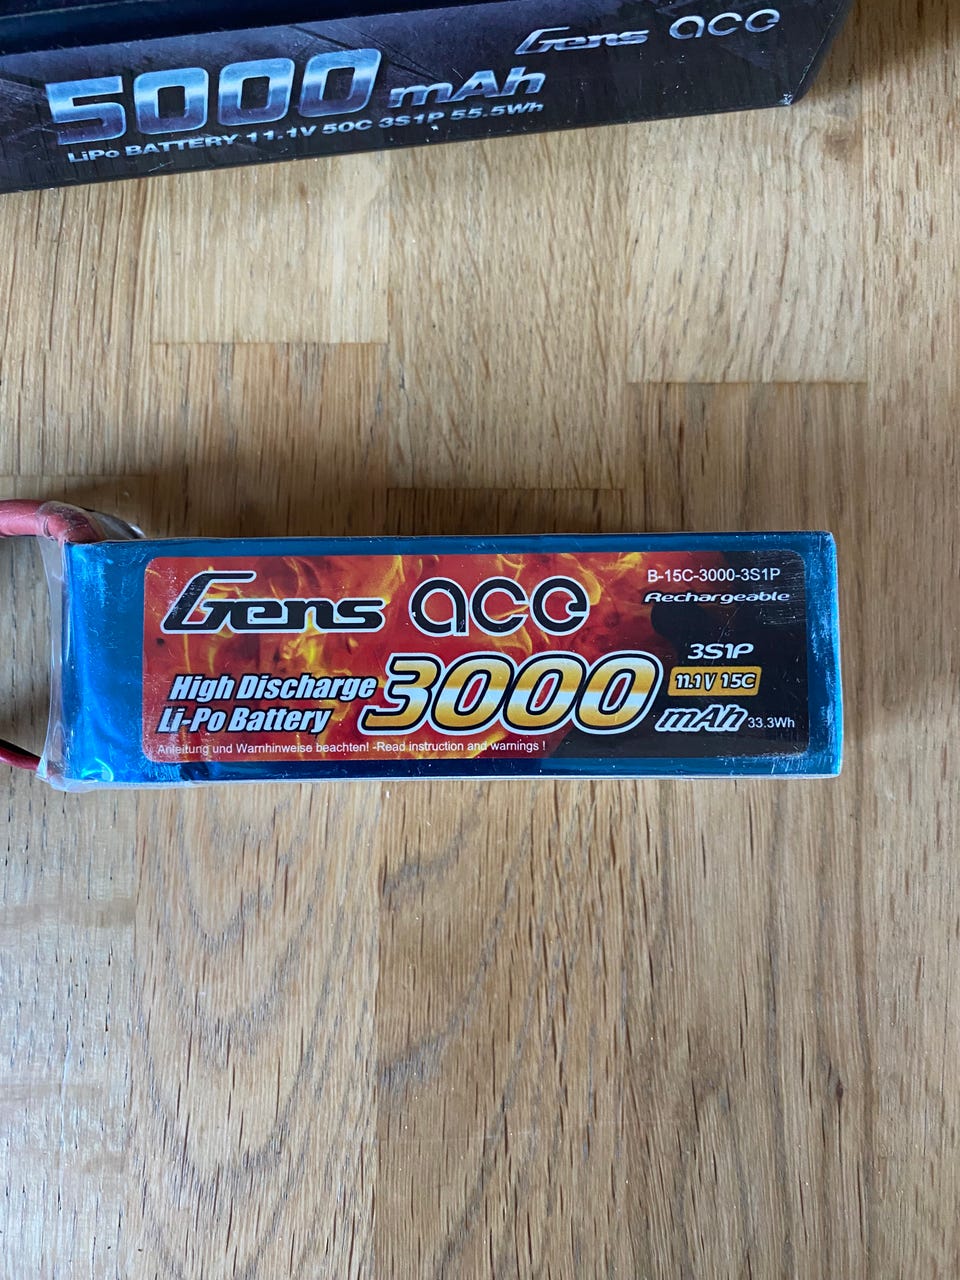 Gens ace
5000 mAh
LiPo BATTERY 11.1V 50C 3S1P 55.5Wh
Gens ace
B-15C-3000-3S1P
Rechargeable
3S1P
11.1V 15C
High Discharge
Li-Po Battery
3000 mAh 33.3Wh
Anleitung und Warnhinweise beachten! -Read instruction and warnings !